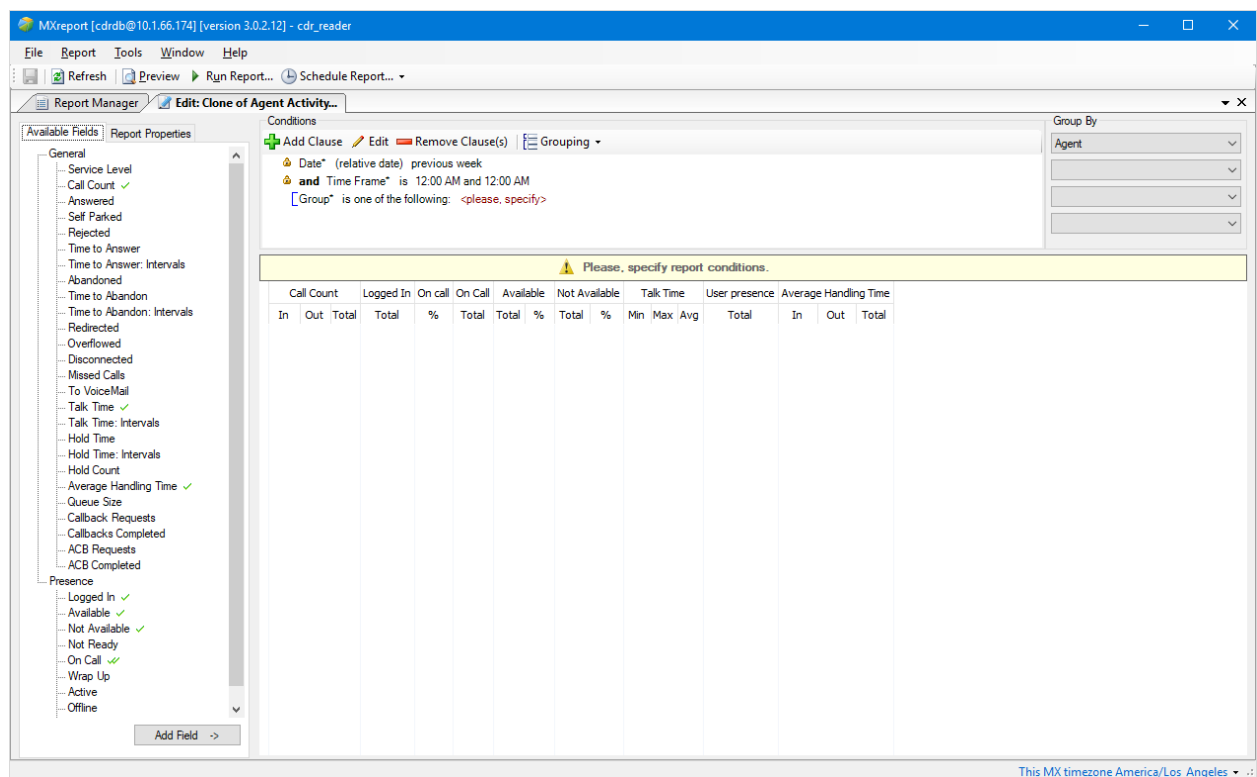 MXreport [cdrdb@10.1.66.174] [version 3.0.2.12] - cdr_reader
File Report Tools Window Help
Refresh Preview Run Report... Schedule Report...
Report Manager Edit: Clone of Agent Activity...
Available Fields Report Properties
General
Service Level
Call Count
Answered
Self Parked
Rejected
Time to Answer
Time to Answer: Intervals
Abandoned
Time to Abandon
Time to Abandon: Intervals
Redirected
Overflowed
Disconnected
Missed Calls
To VoiceMail
Talk Time
Talk Time: Intervals
Hold Time
Hold Time: Intervals
Hold Count
Average Handling Time
Queue Size
Callback Requests
Callbacks Completed
ACB Requests
ACB Completed
Presence
Logged In
Available
Not Available
Not Ready
On Call
Wrap Up
Active
Offline
Add Field ->
Conditions
Add Clause Edit Remove Clause(s) Grouping
Date* (relative date) previous week
and Time Frame* is 12:00 AM and 12:00 AM
Group* is one of the following: <please, specify>
Group By
Agent
Please, specify report conditions.
Call Count Logged In On call On Call Available Not Available Talk Time User presence Average Handling Time
In Out Total Total % Total Total % Total % Min Max Avg Total In Out Total
This MX timezone America/Los_Angeles